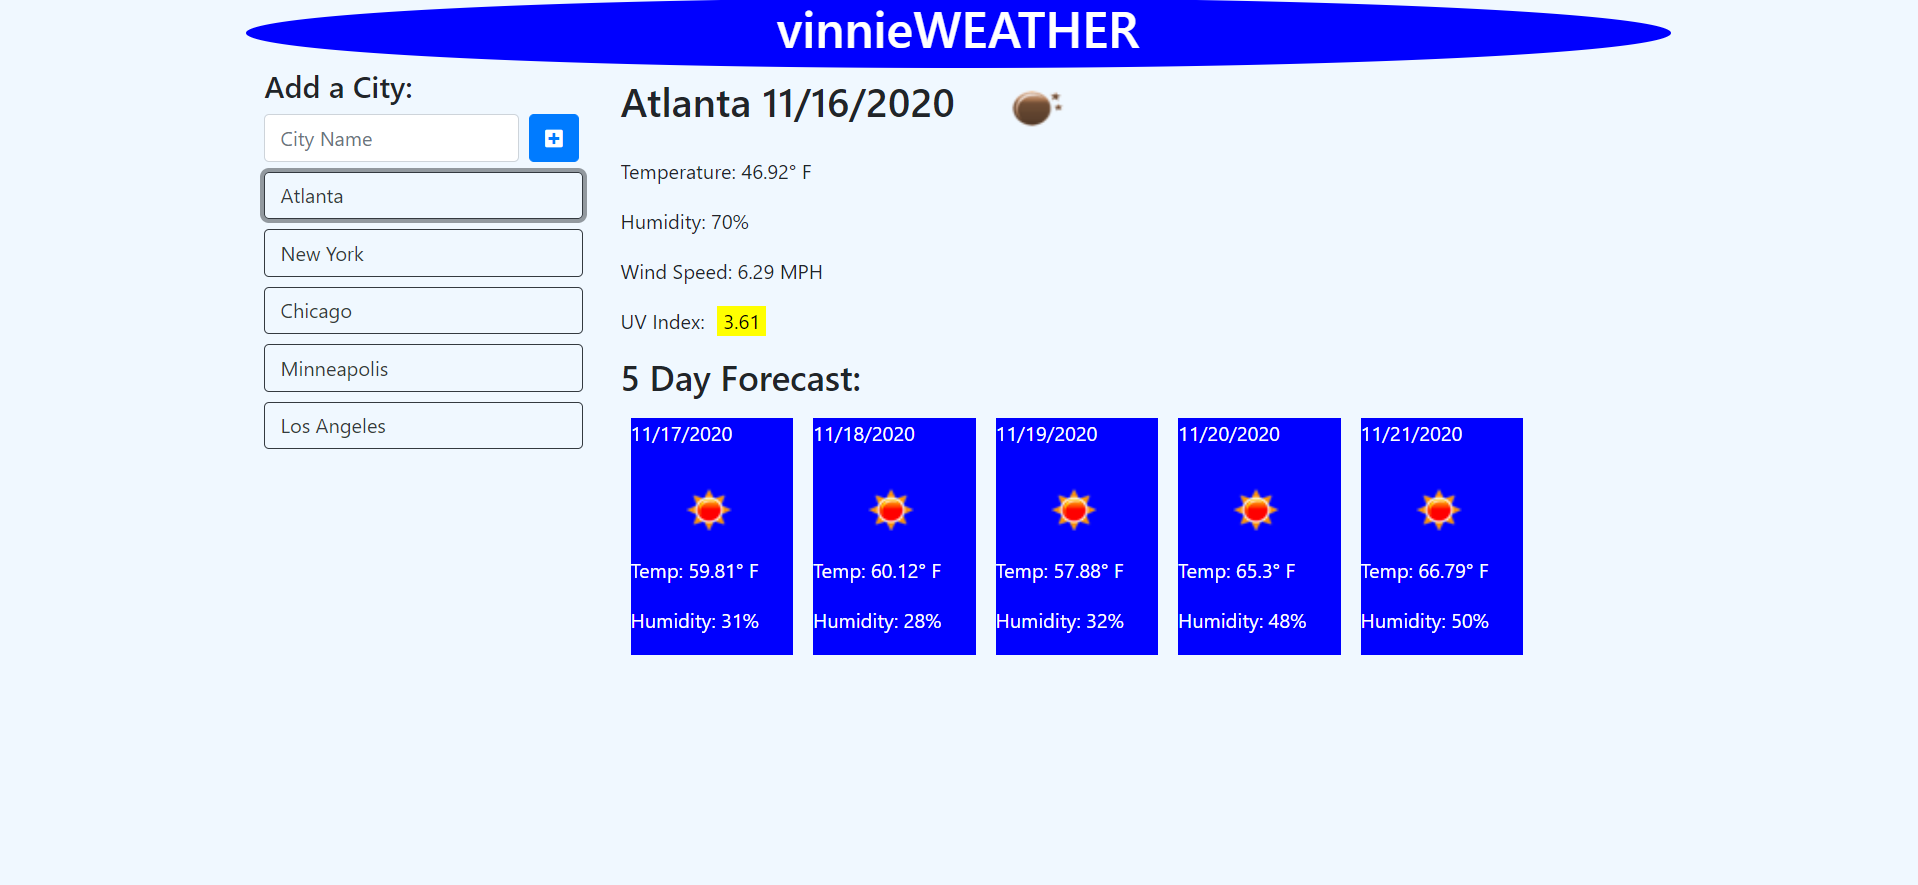 vinnieWEATHER
Add a City:
City Name
Atlanta
New York
Chicago
Minneapolis
Los Angeles
Atlanta 11/16/2020
Temperature: 46.92° F
Humidity: 70%
Wind Speed: 6.29 MPH
UV Index: 3.61
5 Day Forecast:
11/17/2020
Temp: 59.81° F
Humidity: 31%
11/18/2020
Temp: 60.12° F
Humidity: 28%
11/19/2020
Temp: 57.88° F
Humidity: 32%
11/20/2020
Temp: 65.3° F
Humidity: 48%
11/21/2020
Temp: 66.79° F
Humidity: 50%